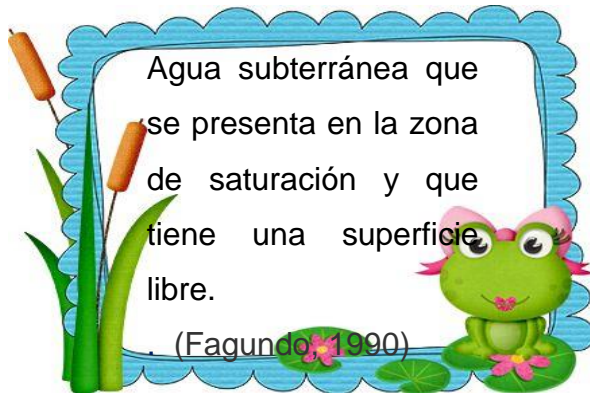 Agua subterránea que
se presenta en la zona
de saturación y que
tiene una superficie
libre.
. (Fagundo, 1990)